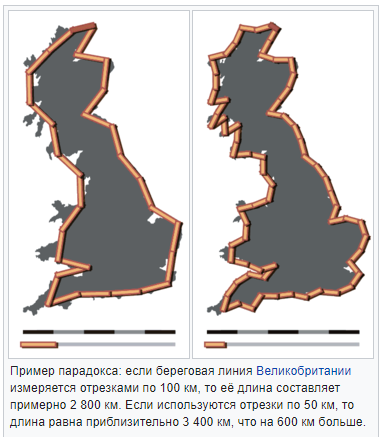 Пример парадокса: если береговая линия Великобритании
измеряется отрезками по 100 км, то её длина составляет
примерно 2 800 км. Если используются отрезки по 50 км, то
длина равна приблизительно 3 400 км, что на 600 км больше.